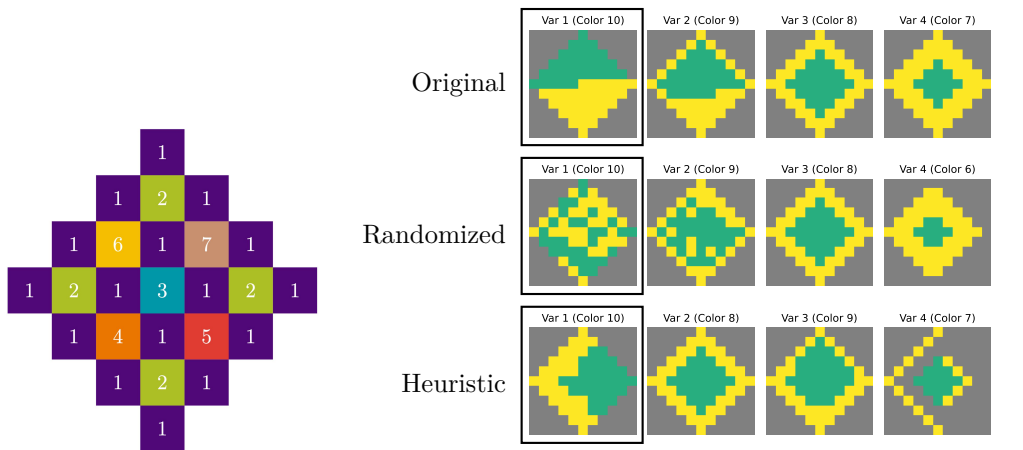 Var 1 (Color 10) Var 2 (Color 9) Var 3 (Color 8) Var 4 (Color 7)
Original
Var 1 (Color 10) Var 2 (Color 9) Var 3 (Color 8) Var 4 (Color 6)
Randomized
Var 1 (Color 10) Var 2 (Color 8) Var 3 (Color 9) Var 4 (Color 7)
Heuristic
1
1 2 1
1 6 1 7 1
1 2 1 3 1 2 1
1 4 1 5 1
1 2 1
1